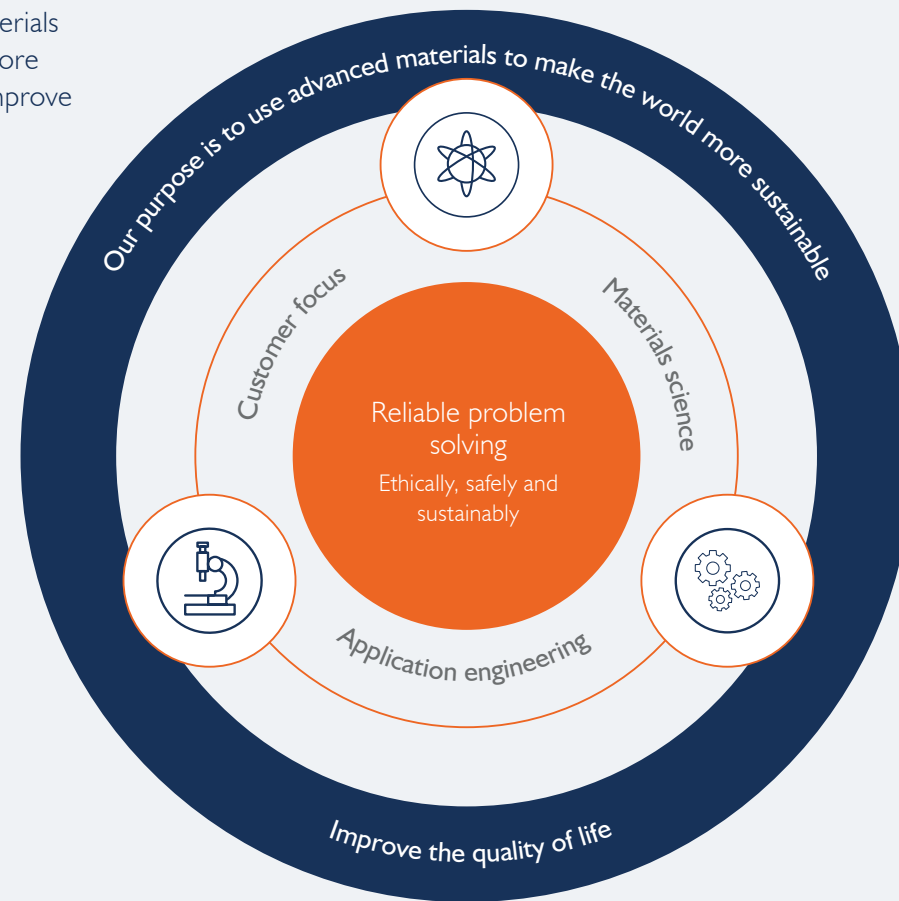 Our purpose is to use advanced materials to make the world more sustainable
Customer focus
Materials science
Reliable problem
solving
Ethically, safely and
sustainably
Application engineering
Improve the quality of life